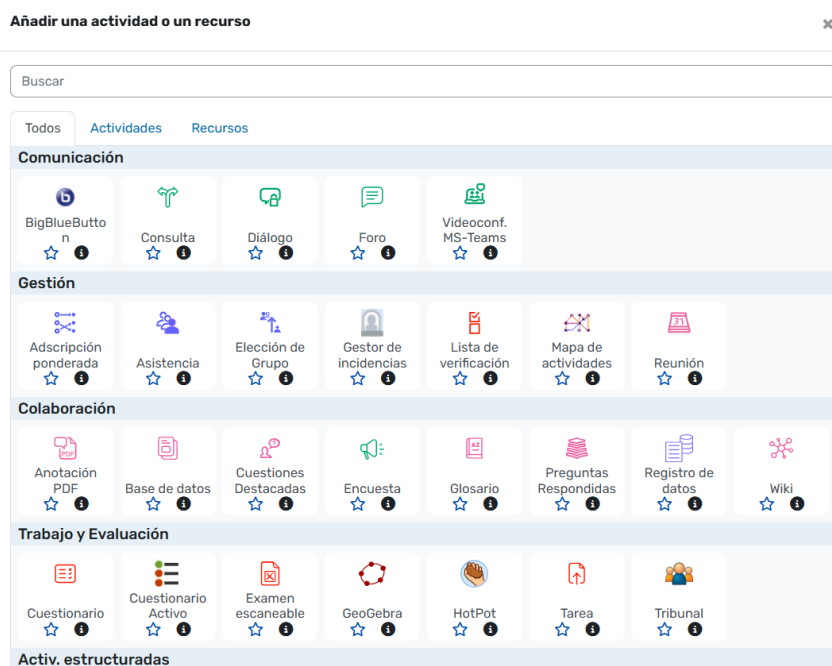 Añadir una actividad o un recurso
Buscar
Todos Actividades Recursos
Comunicación
BigBlueButto
n
Consulta
Diálogo
Foro
Videoconf.
MS-Teams
Gestión
Adscripción
ponderada
Asistencia
Elección de
Grupo
Gestor de
incidencias
Lista de
verificación
Mapa de
actividades
31
Reunión
Colaboración
PDF
Anotación
PDF
Base de datos
Cuestiones
Destacadas
Encuesta
AZ
Glosario
Preguntas
Respondidas
Registro de
datos
Wiki
Trabajo y Evaluación
Cuestionario
Cuestionario
Activo
Examen
escaneable
GeoGebra
HotPot
Tarea
Tribunal
Activ. estructuradas